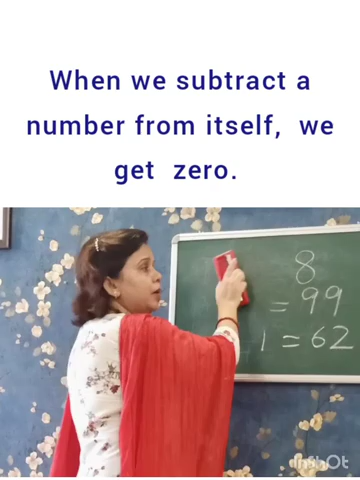 When we subtract a
number from itself, we
get zero.
8
= 99
1 = 62
InShOt